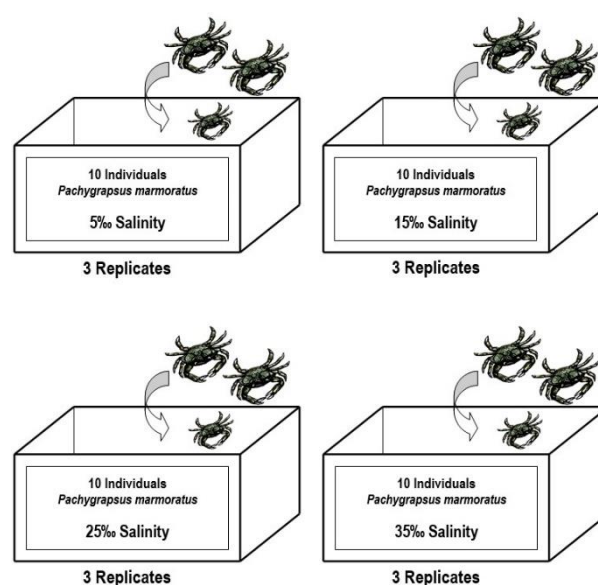 10 Individuals
Pachygrapsus marmoratus
5‰ Salinity
3 Replicates
10 Individuals
Pachygrapsus marmoratus
15‰ Salinity
3 Replicates
10 Individuals
Pachygrapsus marmoratus
25‰ Salinity
3 Replicates
10 Individuals
Pachygrapsus marmoratus
35‰ Salinity
3 Replicates